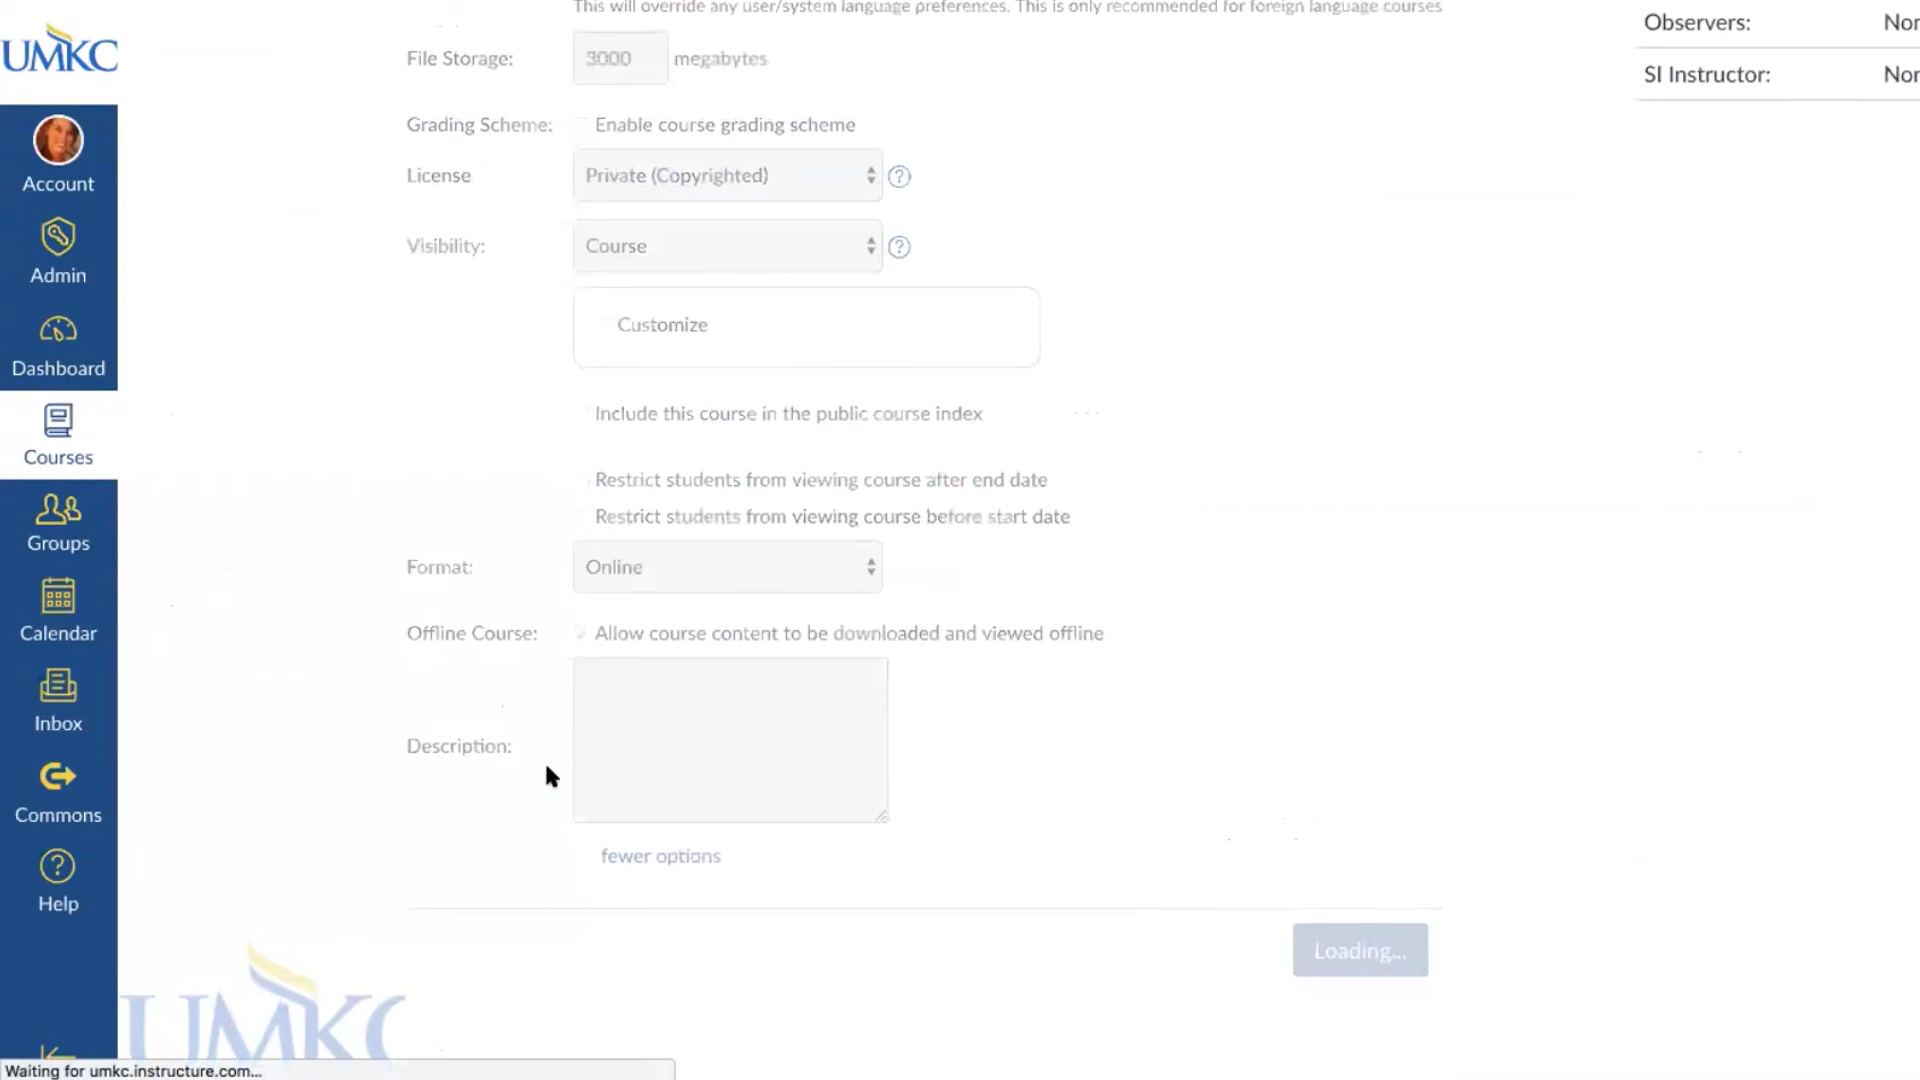 This will override any user/system language preferences. This is only recommended for foreign language courses
Observers:
SI Instructor:
UMKC
File Storage: 3000 megabytes
Grading Scheme: Enable course grading scheme
License Private (Copyrighted) ?
Visibility: Course ?
Customize
Include this course in the public course index
Restrict students from viewing course after end date
Restrict students from viewing course before start date
Format: Online
Offline Course: Allow course content to be downloaded and viewed offline
Description:
fewer options
Loading...
Account
Admin
Dashboard
Courses
Groups
Calendar
Inbox
Commons
?
Help
UMKC
Waiting for umkc.instructure.com...